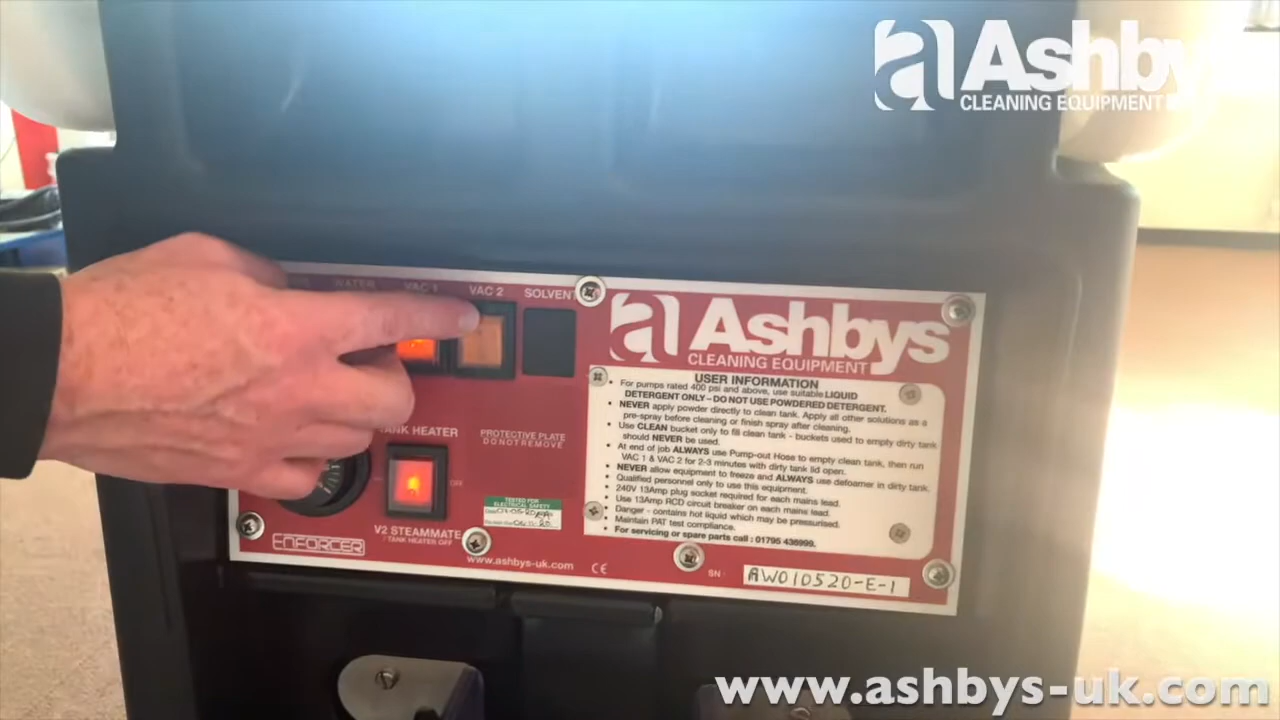 a Ashby
CLEANING EQUIPMENT
WATER VAC 1 VAC 2 SOLVENT
a Ashbys
CLEANING EQUIPMENT
USER INFORMATION
• For pumps rated 400 psi and above, use suitable LIQUID
DETERGENT ONLY – DO NOT USE POWDERED DETERGENT.
• NEVER apply powder directly to clean tank. Apply all other solutions as a
pre-spray before cleaning or finish spray after cleaning.
• Use CLEAN bucket only to fill clean tank - buckets used to empty dirty tank
should NEVER be used.
• At end of job ALWAYS use Pump-out Hose to empty clean tank, then run
VAC 1 & VAC 2 for 2-3 minutes with dirty tank lid open.
• NEVER allow equipment to freeze and ALWAYS use defoamer in dirty tank.
• Qualified personnel only to use this equipment.
• 240V 13Amp plug socket required for each mains lead.
• Use 13Amp RCD circuit breaker on each mains lead.
• Danger - contains hot liquid which may be pressurised.
• Maintain PAT test compliance.
• For servicing or spare parts call : 01795 436999.
TANK HEATER
PROTECTIVE PLATE
DO NOT REMOVE
ON
TESTED FOR
ELECTRICAL SAFETY
V2 STEAMMATE
/ TANK HEATER OFF
ENFORCER
www.ashbys-uk.com CE
SN : AW010520-E-1
www.ashbys-uk.com